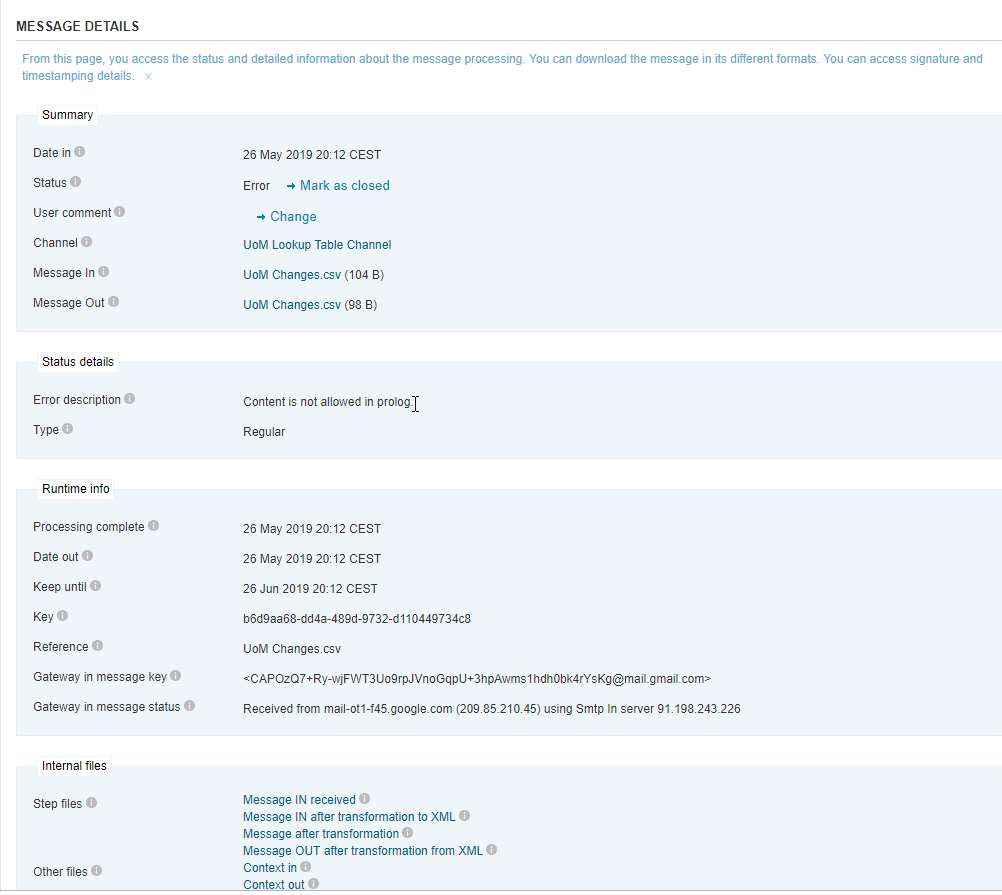 MESSAGE DETAILS
From this page, you access the status and detailed information about the message processing. You can download the message in its different formats. You can access signature and
timestamping details. ×
Summary
Date in
26 May 2019 20:12 CEST
Status
Error → Mark as closed
User comment
→ Change
Channel
UoM Lookup Table Channel
Message In
UoM Changes.csv (104 B)
Message Out
UoM Changes.csv (98 B)
Status details
Error description
Content is not allowed in prolog.
Type
Regular
Runtime info
Processing complete
26 May 2019 20:12 CEST
Date out
26 May 2019 20:12 CEST
Keep until
26 Jun 2019 20:12 CEST
Key
b6d9aa68-dd4a-489d-9732-d110449734c8
Reference
UoM Changes.csv
Gateway in message key
<CAPOzQ7+Ry-wjFWT3Uo9rpJVnoGqpU+3hpAwms1hdh0bk4rYsKg@mail.gmail.com>
Gateway in message status
Received from mail-ot1-f45.google.com (209.85.210.45) using Smtp In server 91.198.243.226
Internal files
Step files
Message IN received
Message IN after transformation to XML
Message after transformation
Message OUT after transformation from XML
Other files
Context in
Context out